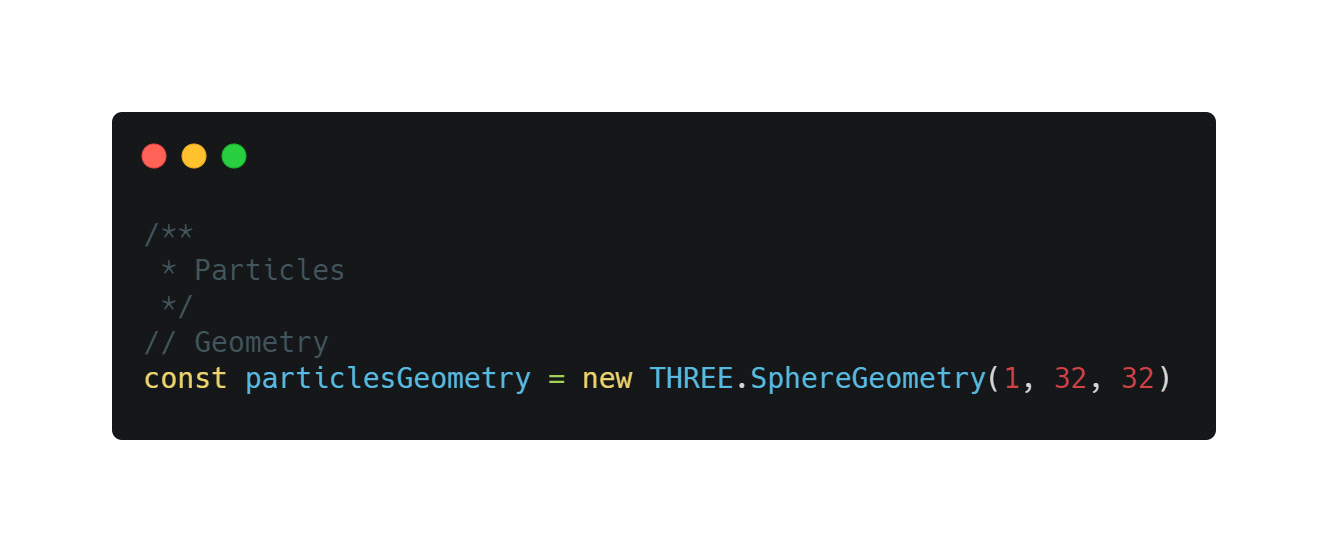 /**
 * Particles
 */
// Geometry
const particlesGeometry = new THREE.SphereGeometry(1, 32, 32)